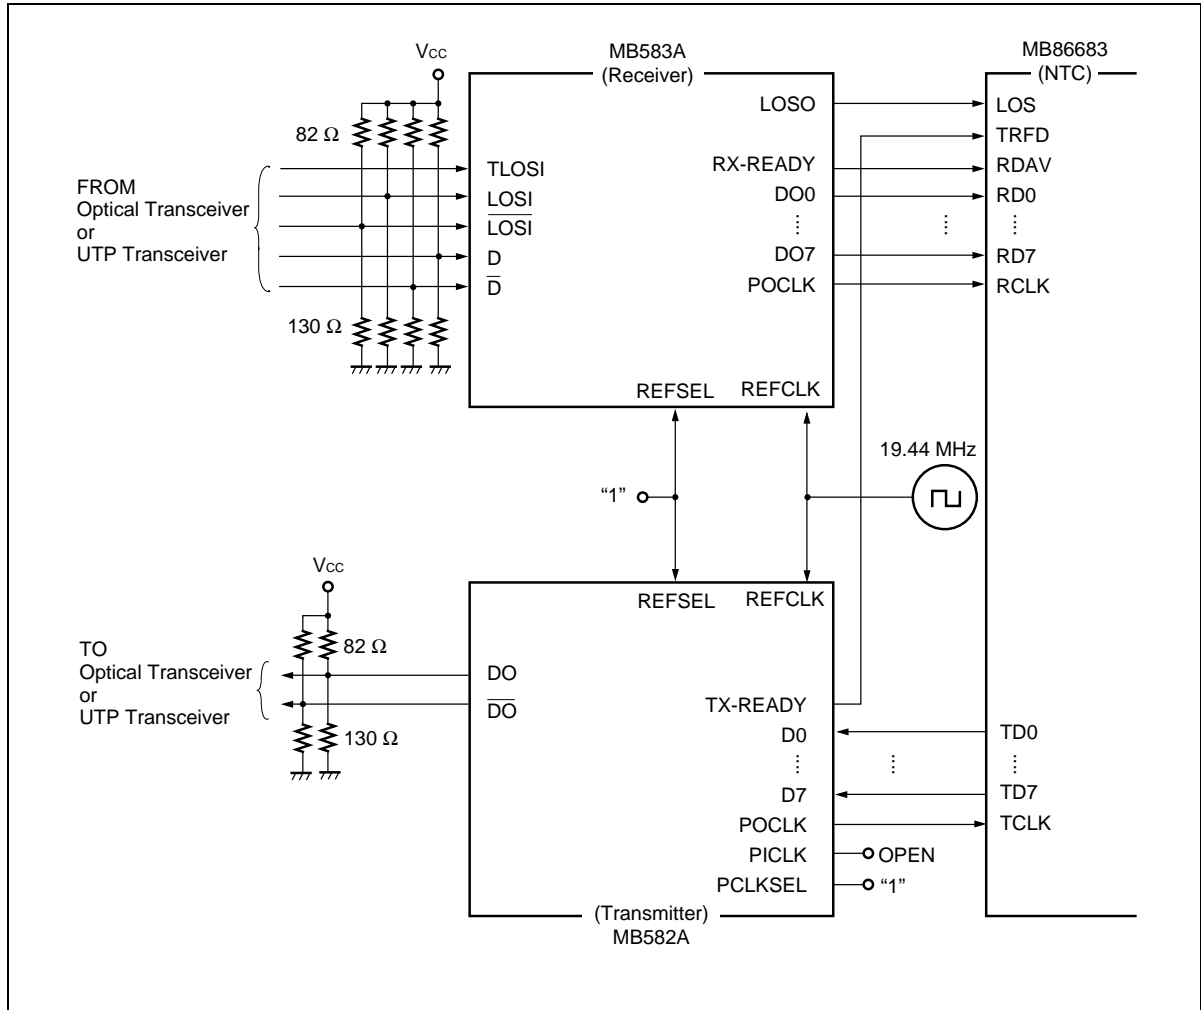 MB583A
(Receiver)
MB86683
(NTC)
VCC
82 Ω
130 Ω
FROM
Optical Transceiver
or
UTP Transceiver
TLOSI
LOSI
LOSI
D
D
LOSO
RX-READY
DO0
DO7
POCLK
REFSEL
REFCLK
LOS
TRFD
RDAV
RD0
RD7
RCLK
19.44 MHz
“1”
VCC
82 Ω
130 Ω
TO
Optical Transceiver
or
UTP Transceiver
REFSEL
REFCLK
DO
DO
TX-READY
D0
D7
POCLK
PICLK
PCLKSEL
OPEN
“1”
TD0
TD7
TCLK
(Transmitter)
MB582A